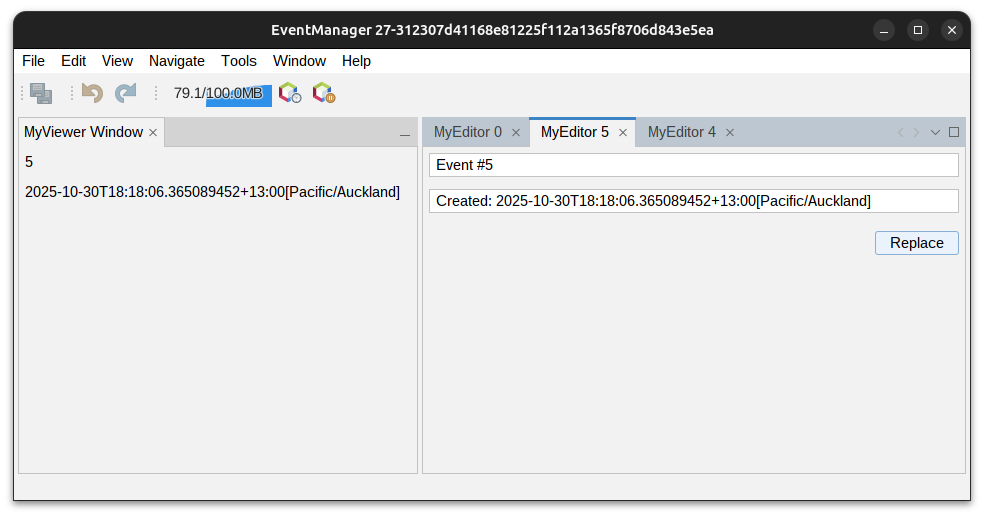 EventManager 27-312307d41168e81225f112a1365f8706d843e5ea
File Edit View Navigate Tools Window Help
79.1/100.0MB
MyViewer Window
5
2025-10-30T18:18:06.365089452+13:00[Pacific/Auckland]
MyEditor 0 MyEditor 5 MyEditor 4
Event #5
Created: 2025-10-30T18:18:06.365089452+13:00[Pacific/Auckland]
Replace